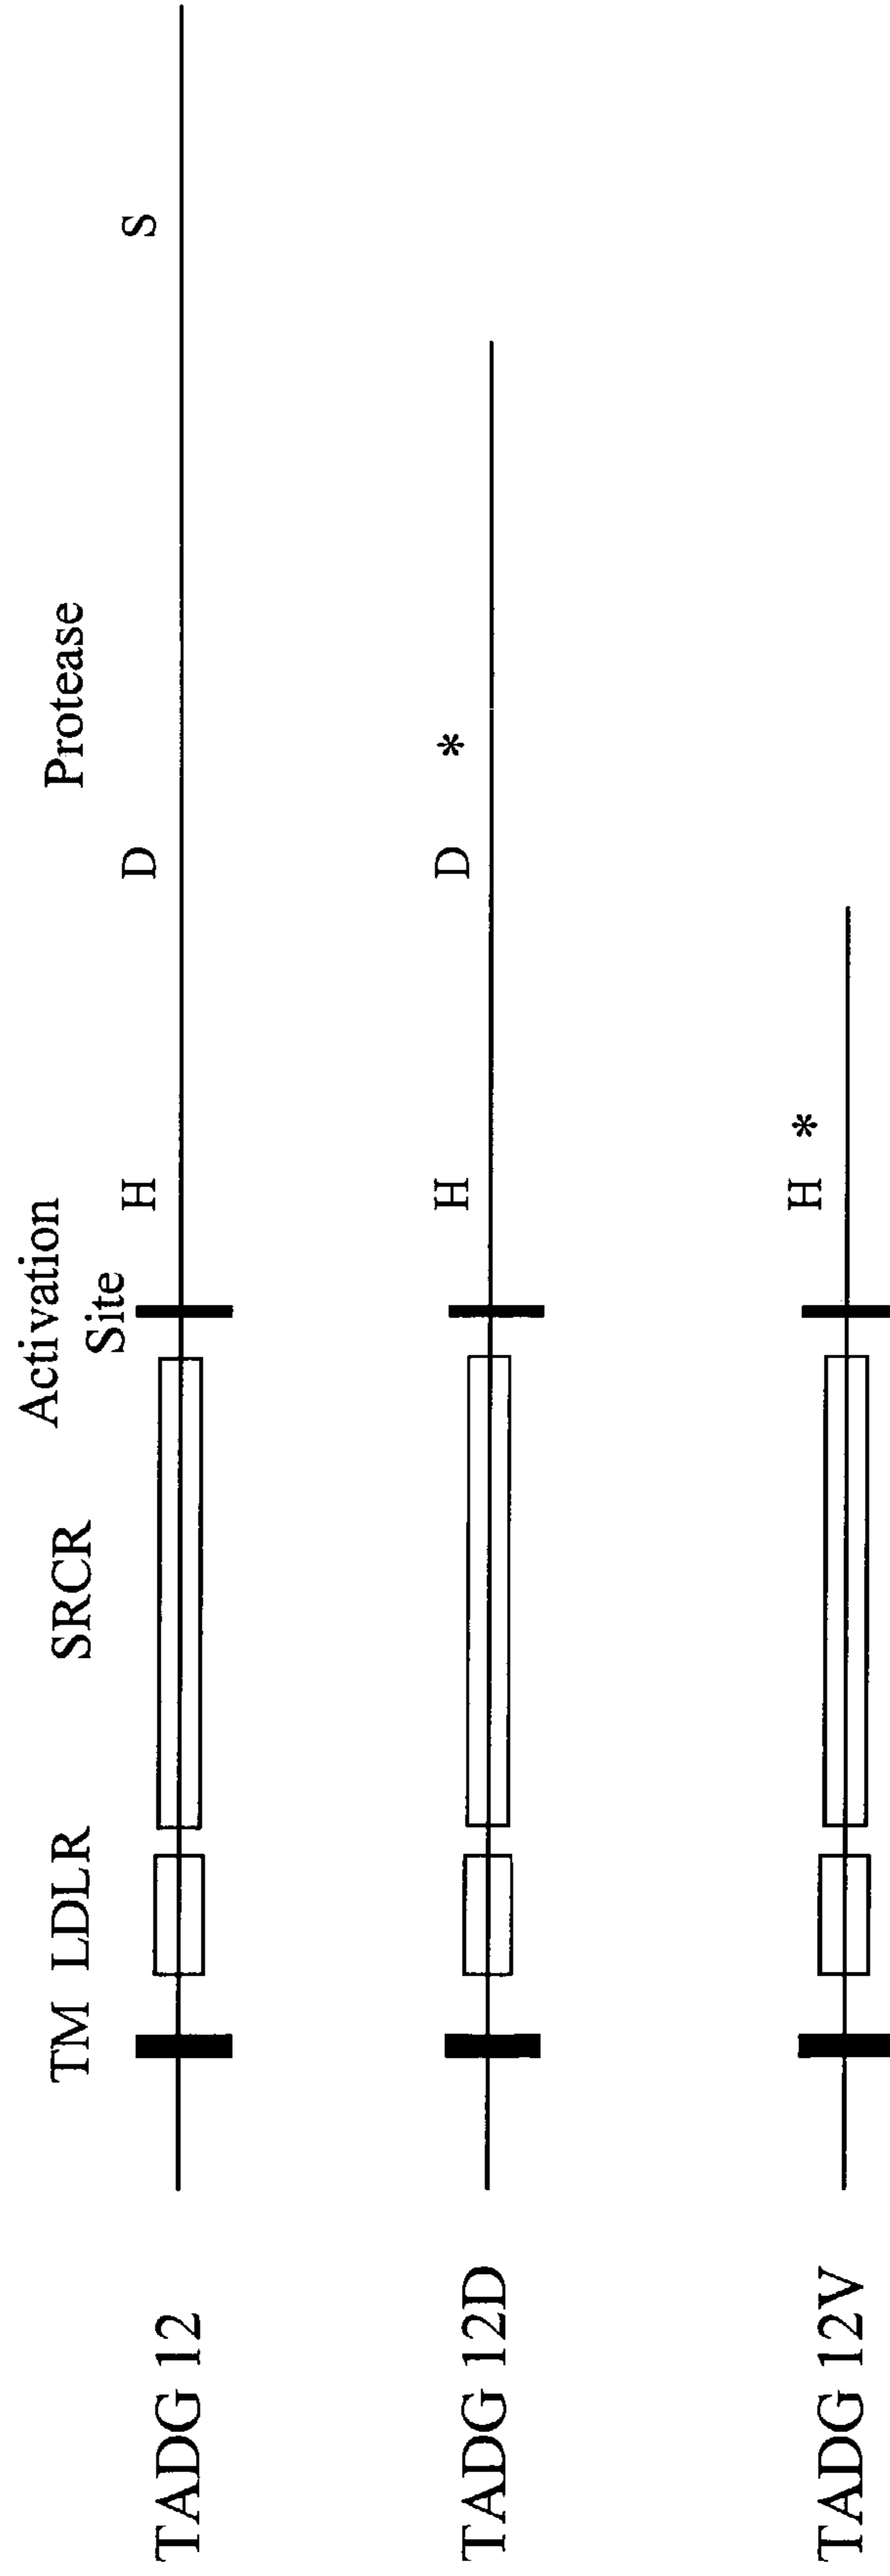 TM LDLR SRCR Activation Site Protease
TADG 12 H D S
TADG 12D H D *
TADG 12V H *